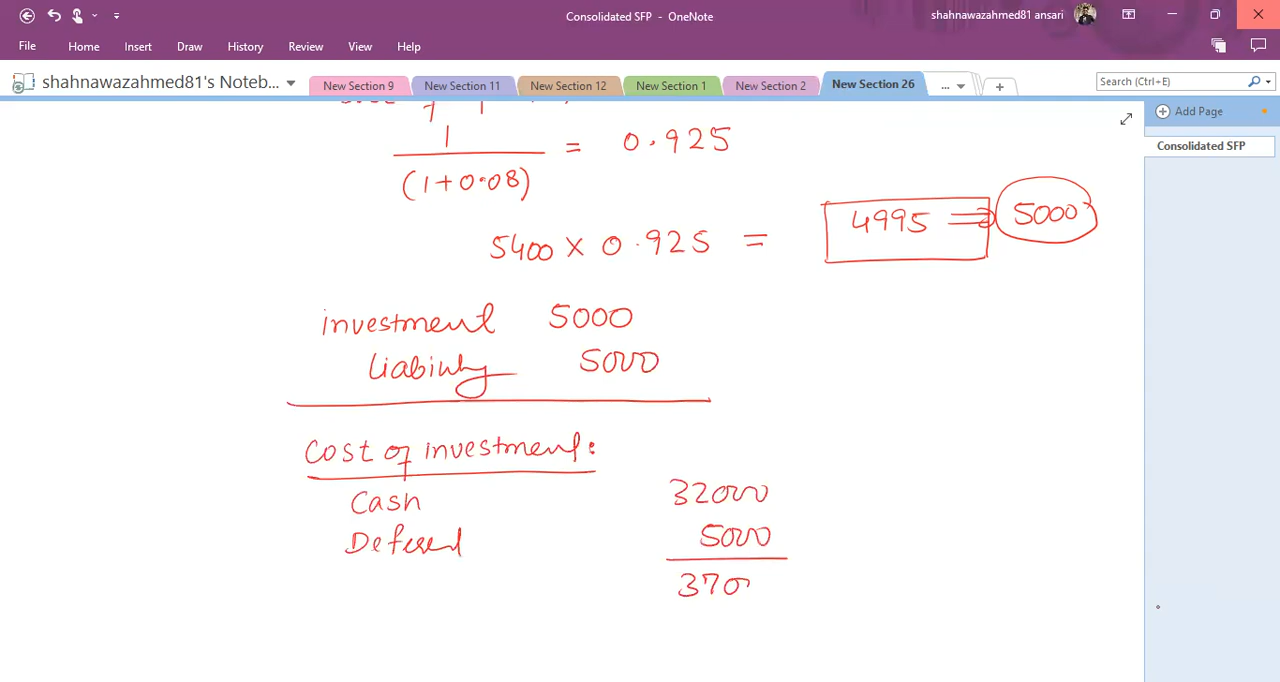 Consolidated SFP - OneNote
shahnawazahmed81 ansari
File Home Insert Draw History Review View Help
shahnawazahmed81's Noteb...
New Section 9
New Section 11
New Section 12
New Section 1
New Section 2
New Section 26
...
Search (Ctrl+E)
Add Page
Consolidated SFP
1
(1+0.08)
= 0.925
5400 × 0.925 =
4995 ⇒ 5000
investment 5000
liability 5000
Cost of investment:
Cash 32000
Defered 5000
370